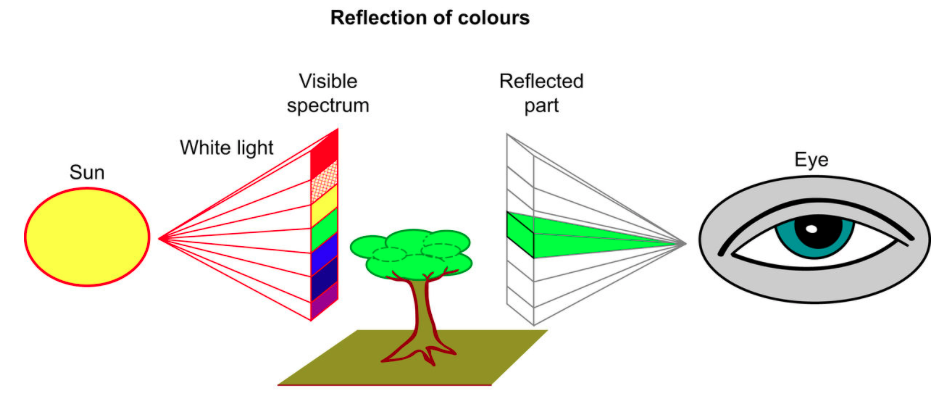 Reflection of colours
Visible
spectrum
Reflected
part
White light
Eye
Sun